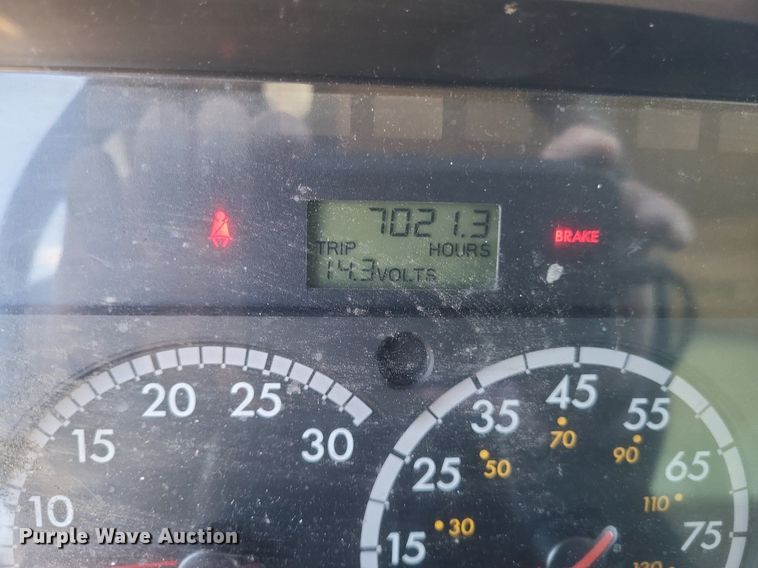 7021.3
TRIP HOURS
14.3 VOLTS
BRAKE
10 15 20 25 30
15 25 35 45 55 65 75
30 50 70 90 110
Purple Wave Auction